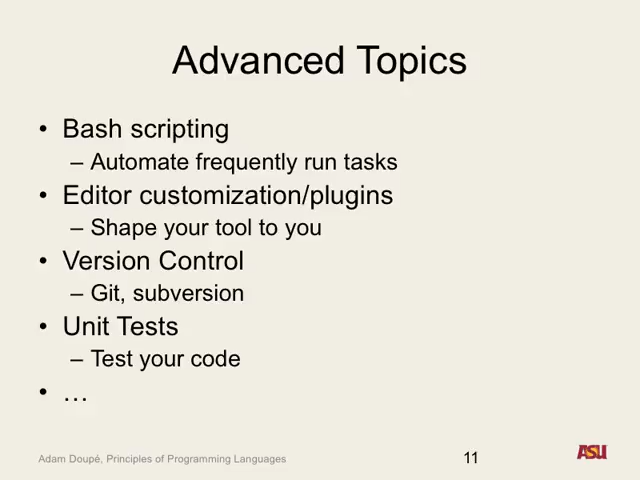 Advanced Topics
• Bash scripting
– Automate frequently run tasks
• Editor customization/plugins
– Shape your tool to you
• Version Control
– Git, subversion
• Unit Tests
– Test your code
• …
Adam Doupé, Principles of Programming Languages
11
ASU